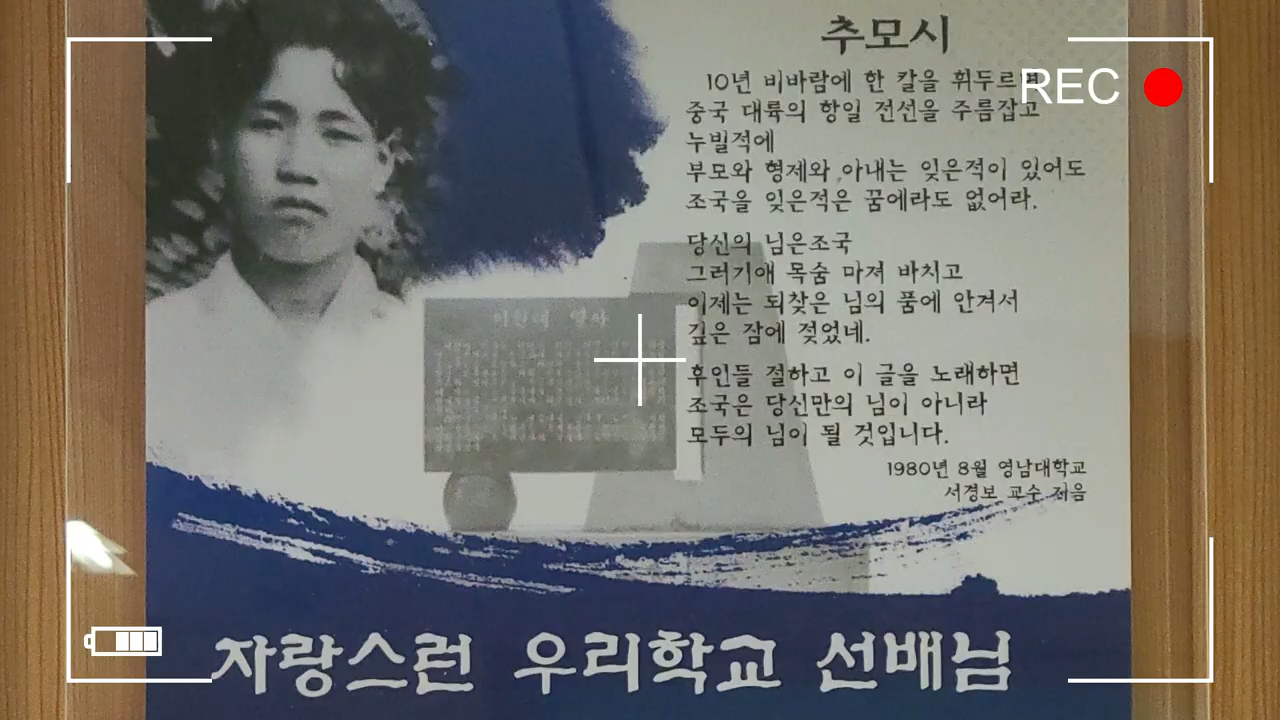 추모시
10년 비바람에 한 칼을 휘두르며
REC
중국 대륙의 항일 전선을 주름잡고
누빌적에
부모와 형제와 아내는 잊은적이 있어도
조국을 잊은적은 꿈에라도 없어라.
당신의 님은조국
그러기애 목숨 마져 바치고
이제는 되찾은 님의 품에 안겨서
깊은 잠에 젖었네.
후인들 절하고 이 글을 노래하면
조국은 당신만의 님이 아니라
모두의 님이 될 것입니다.
1980년 8월 영남대학교
서경보 교수 저음
자랑스런 우리학교 선배님